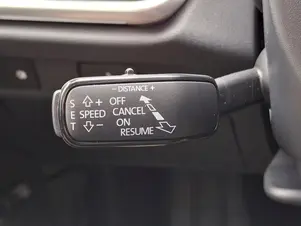 - DISTANCE +
S + OFF
E SPEED CANCEL
T - ON
RESUME